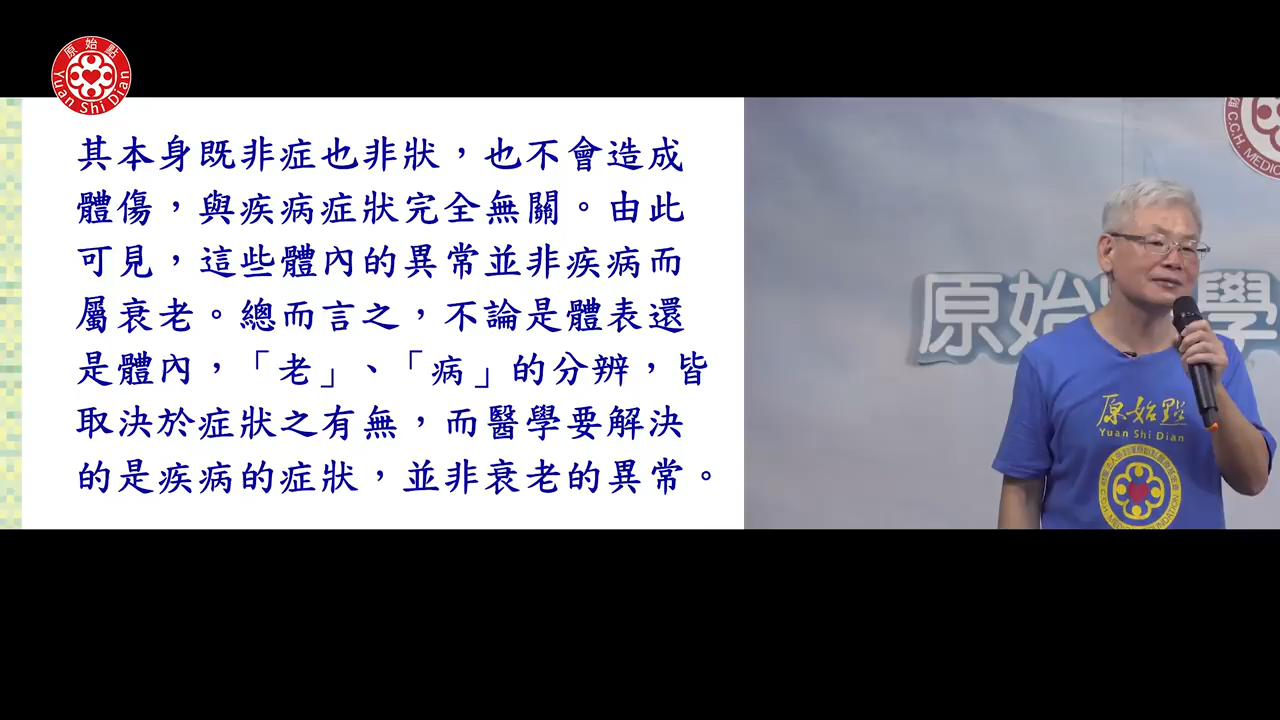 原始點
Yuan Shi Dian
其本身既非症也非狀，也不會造成
體傷，與疾病症狀完全無關。由此
可見，這些體內的異常並非疾病而
屬衰老。總而言之，不論是體表還
是體內，「老」、「病」的分辨，皆
取決於症狀之有無，而醫學要解決
的是疾病的症狀，並非衰老的異常。
C.C.H. MEDIC
原始
學
原始點
Yuan Shi Dian